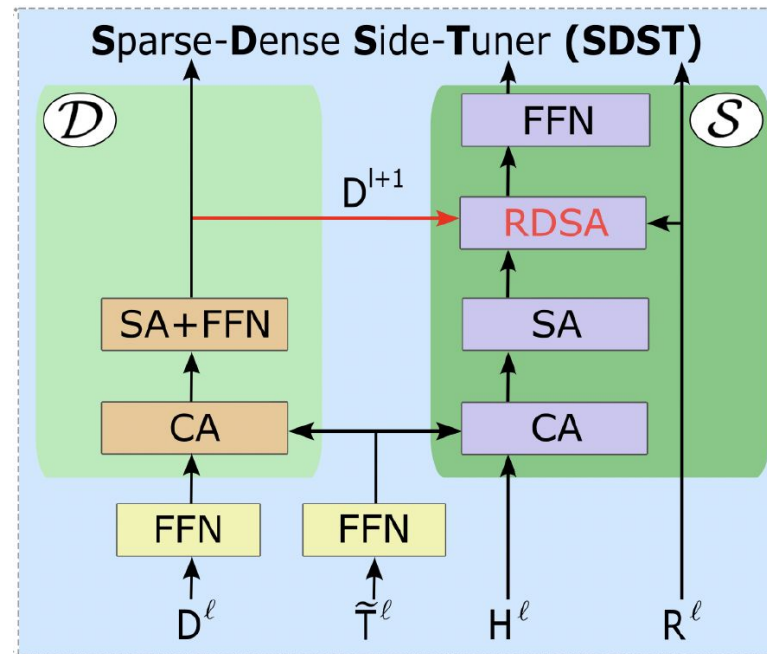 Sparse-Dense Side-Tuner (SDST)
D
S
FFN
D^{l+1}
RDSA
SA+FFN
SA
CA
CA
FFN
FFN
D^ℓ
T̃^ℓ
H^ℓ
R^ℓ